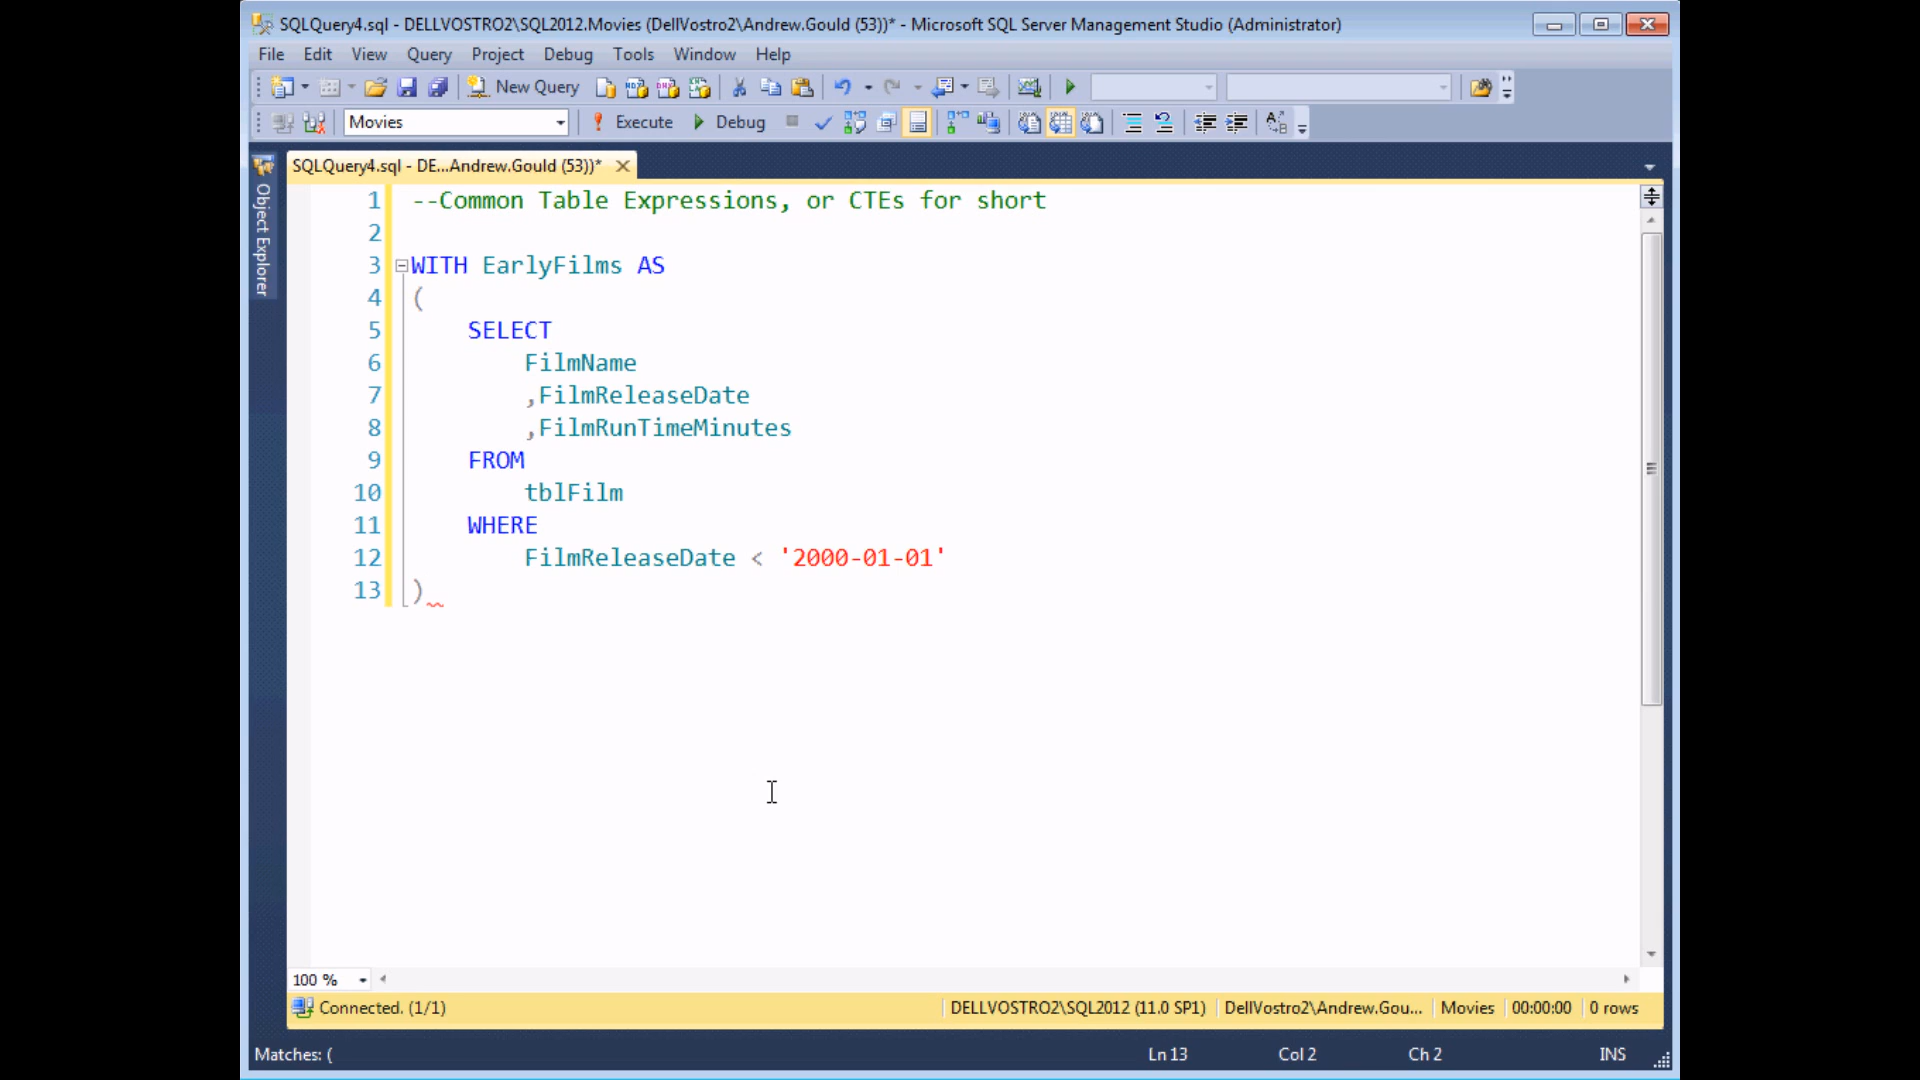 SQLQuery4.sql - DELLVOSTRO2\SQL2012.Movies (DellVostro2\Andrew.Gould (53))* - Microsoft SQL Server Management Studio (Administrator)
File Edit View Query Project Debug Tools Window Help
New Query
Movies Execute Debug
SQLQuery4.sql - DE...Andrew.Gould (53))*
Object Explorer
1 --Common Table Expressions, or CTEs for short
2
3 WITH EarlyFilms AS
4 (
5 SELECT
6 FilmName
7 ,FilmReleaseDate
8 ,FilmRunTimeMinutes
9 FROM
10 tblFilm
11 WHERE
12 FilmReleaseDate < '2000-01-01'
13 )
100 %
Connected. (1/1) DELLVOSTRO2\SQL2012 (11.0 SP1) DellVostro2\Andrew.Gou... Movies 00:00:00 0 rows
Matches: ( Ln 13 Col 2 Ch 2 INS